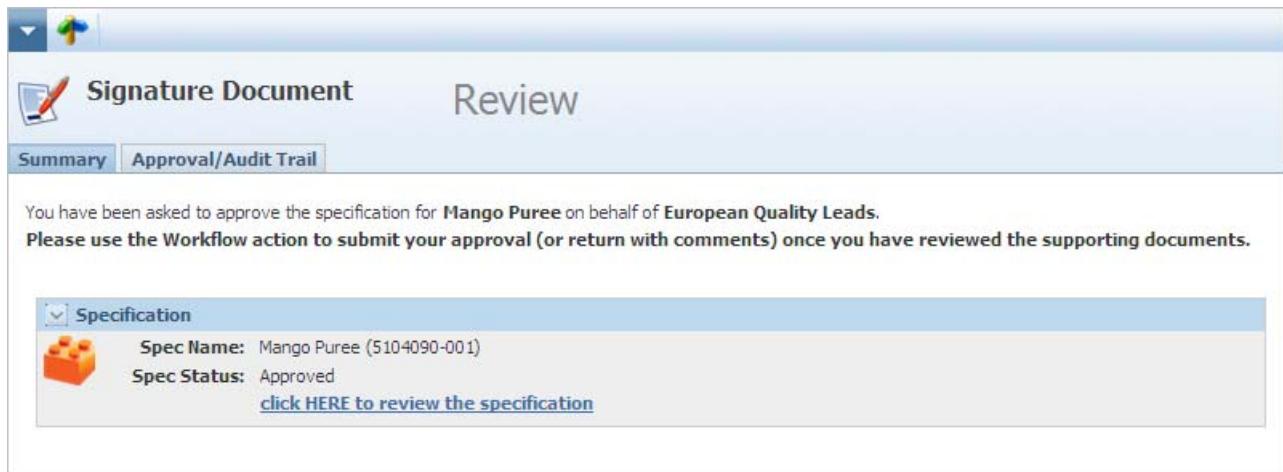 Signature Document
Review
Summary
Approval/Audit Trail
You have been asked to approve the specification for Mango Puree on behalf of European Quality Leads.
Please use the Workflow action to submit your approval (or return with comments) once you have reviewed the supporting documents.
Specification
Spec Name: Mango Puree (5104090-001)
Spec Status: Approved
click HERE to review the specification